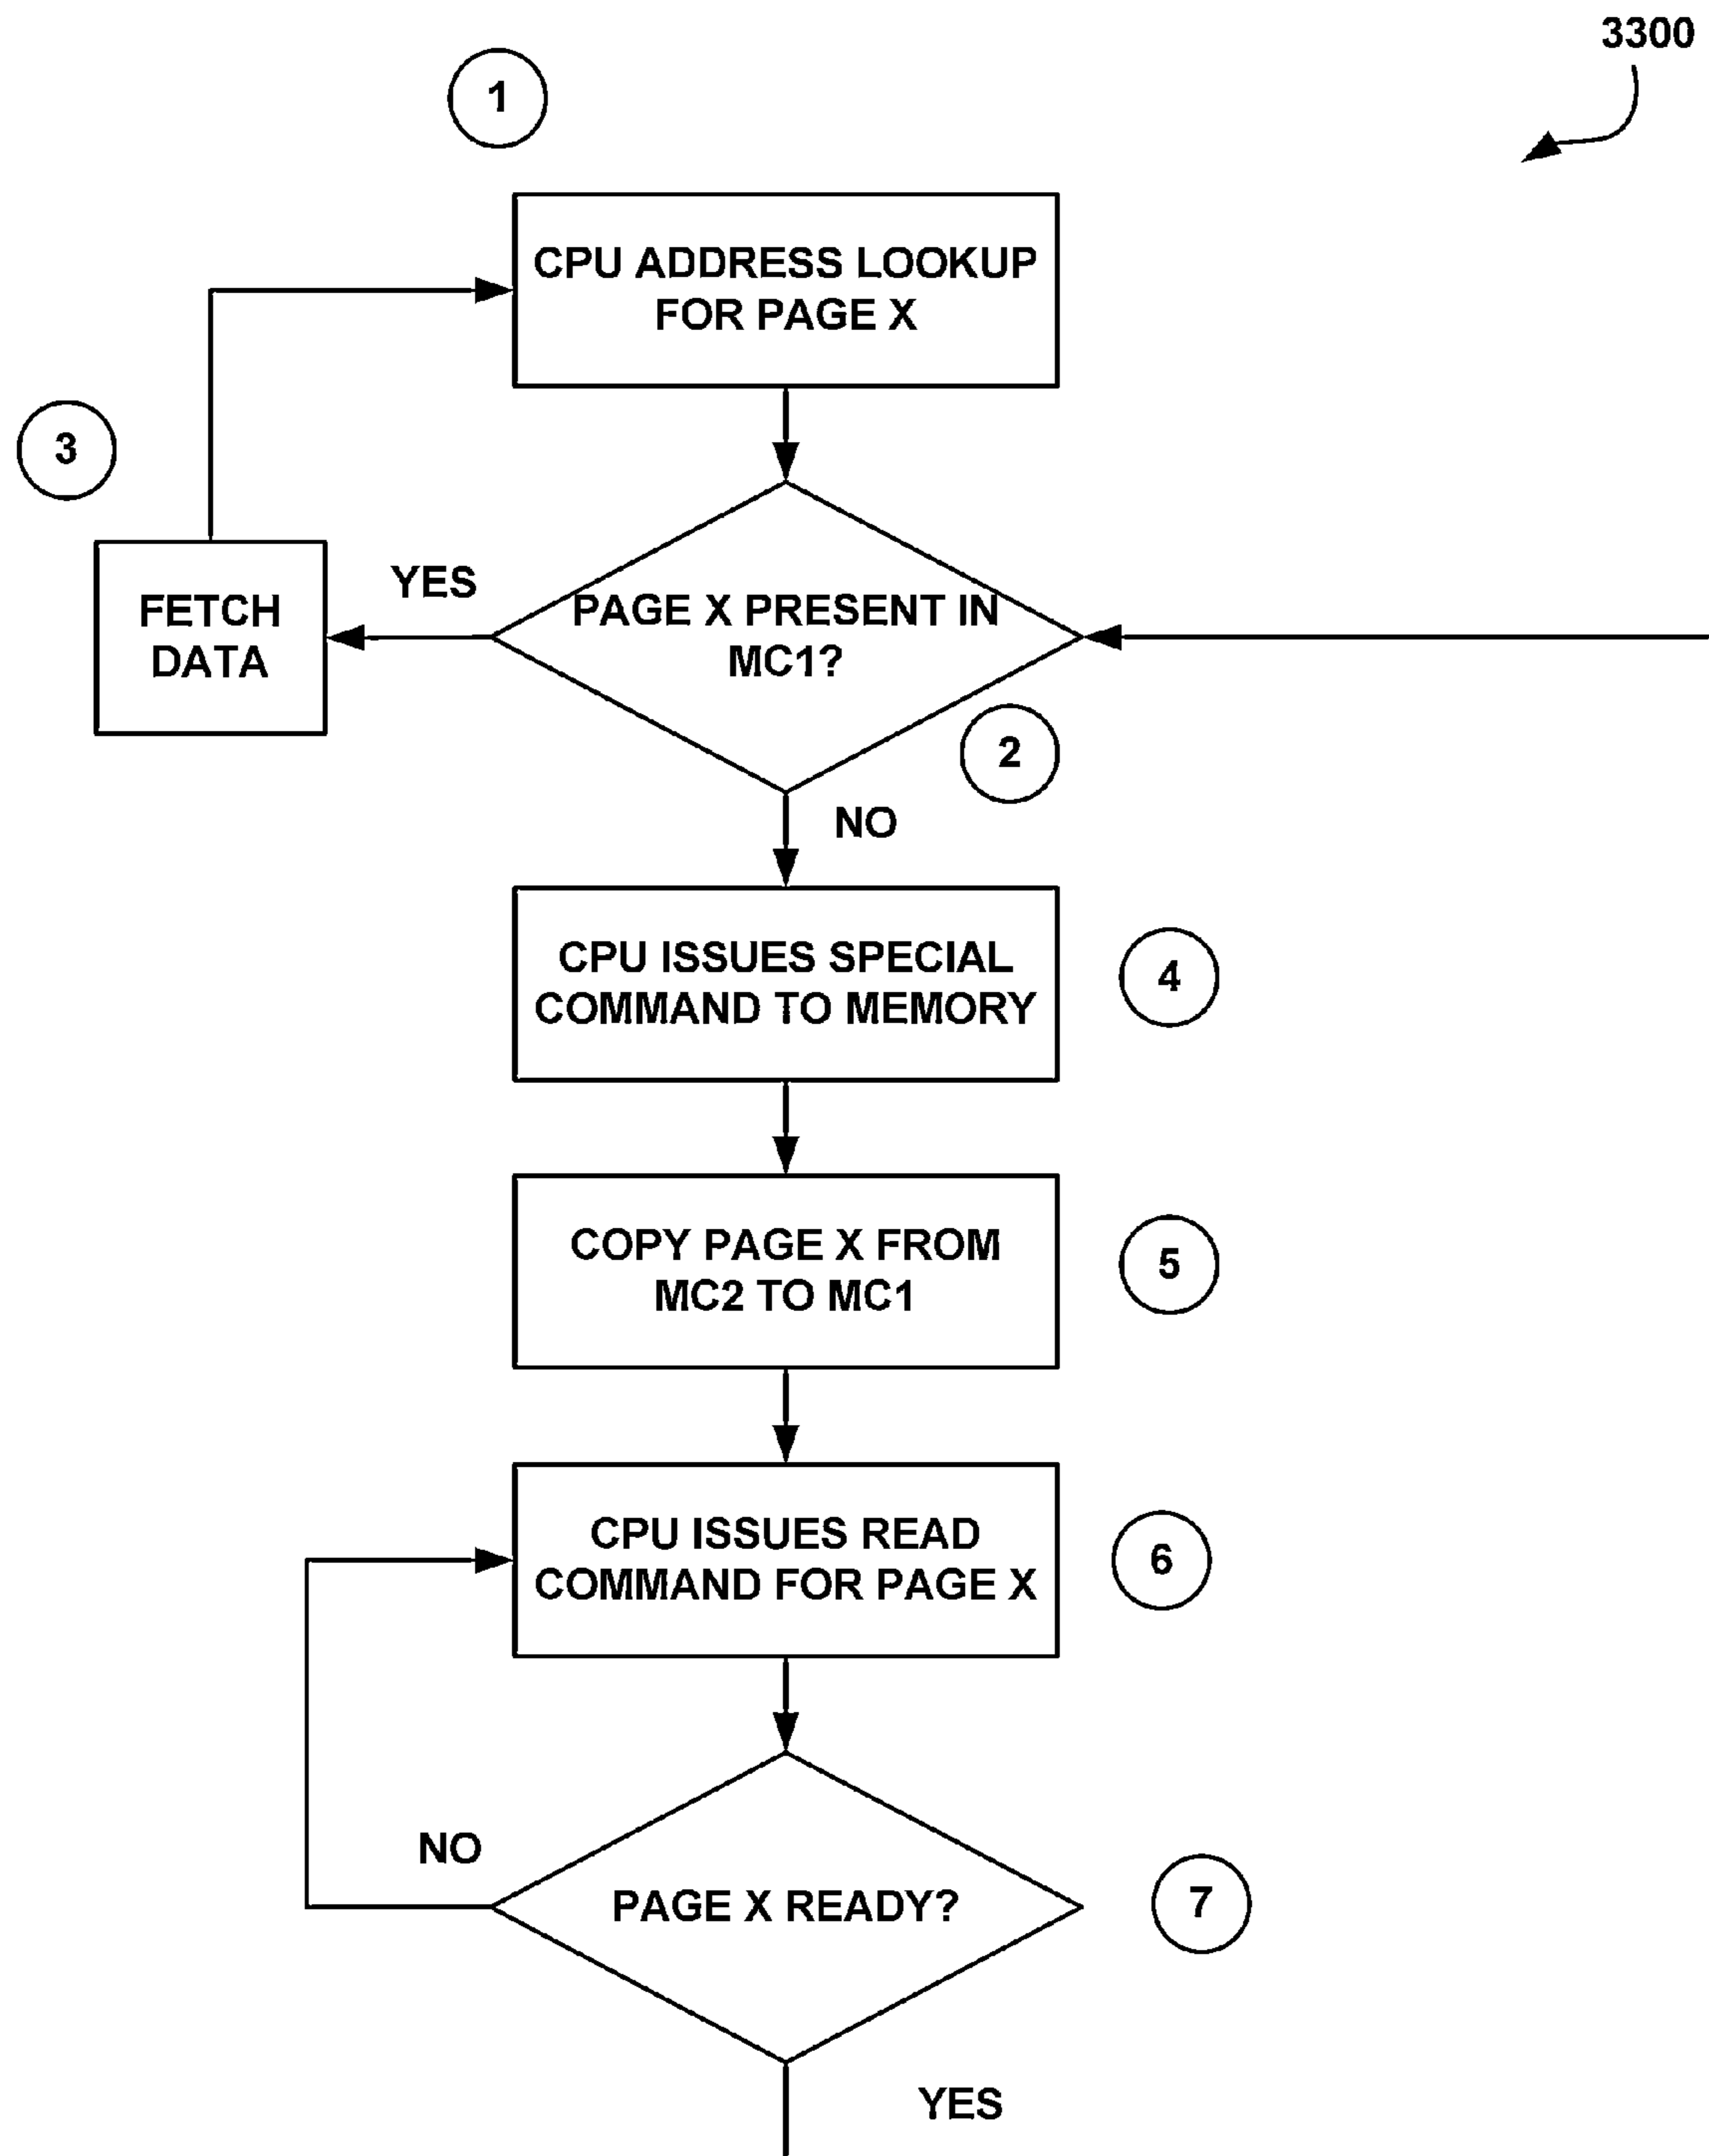 3300
1
CPU ADDRESS LOOKUP
FOR PAGE X
3
FETCH
DATA
YES
PAGE X PRESENT IN
MC1?
2
NO
CPU ISSUES SPECIAL
COMMAND TO MEMORY
4
COPY PAGE X FROM
MC2 TO MC1
5
CPU ISSUES READ
COMMAND FOR PAGE X
6
NO
PAGE X READY?
7
YES